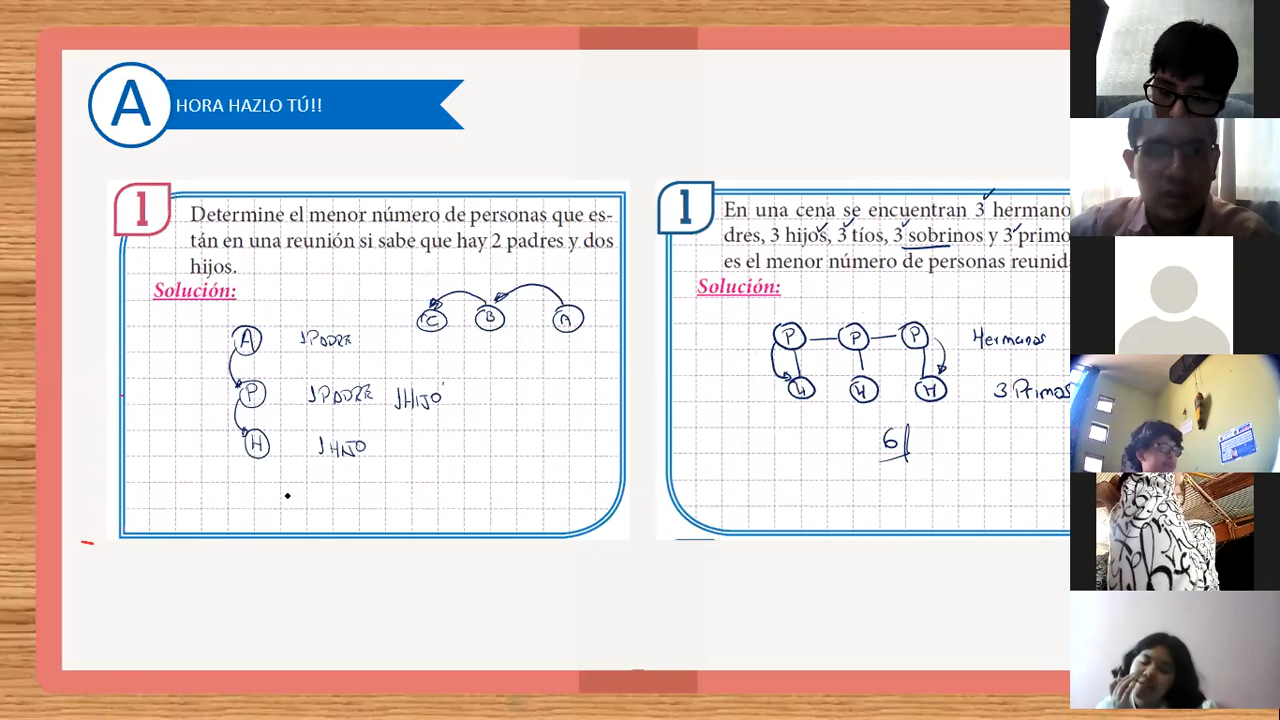 A
HORA HAZLO TÚ!!
1
Determine el menor número de personas que es-
tán en una reunión si sabe que hay 2 padres y dos
hijos.
Solución:
C B A
A 1PADRE
P 1PADRE 1HIJO
H 1HIJO
1
En una cena se encuentran 3 hermano
dres, 3 hijos, 3 tíos, 3 sobrinos y 3 primo
es el menor número de personas reunid
Solución:
P P P Hermanos
H H H 3 Primos
6